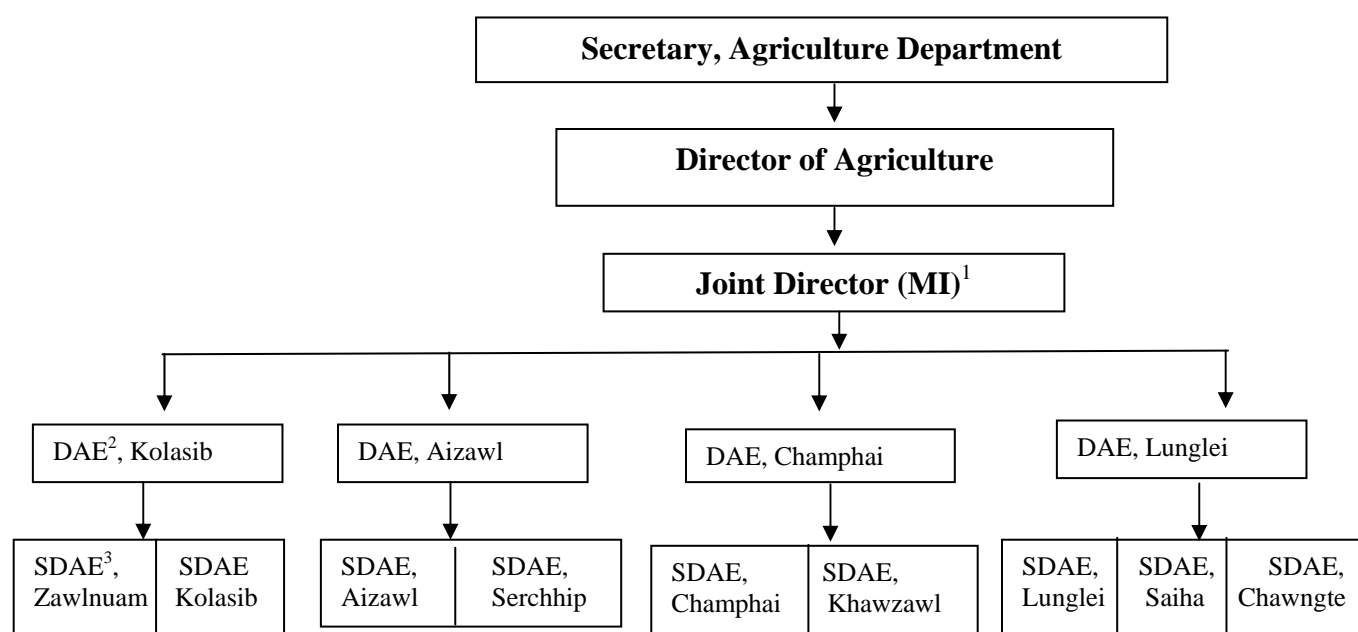 Secretary, Agriculture Department
Director of Agriculture
Joint Director (MI)1
DAE2, Kolasib
DAE, Aizawl
DAE, Champhai
DAE, Lunglei
SDAE3,
Zawlnuam
SDAE
Kolasib
SDAE,
Aizawl
SDAE,
Serchhip
SDAE,
Champhai
SDAE,
Khawzawl
SDAE,
Lunglei
SDAE,
Saiha
SDAE,
Chawngte